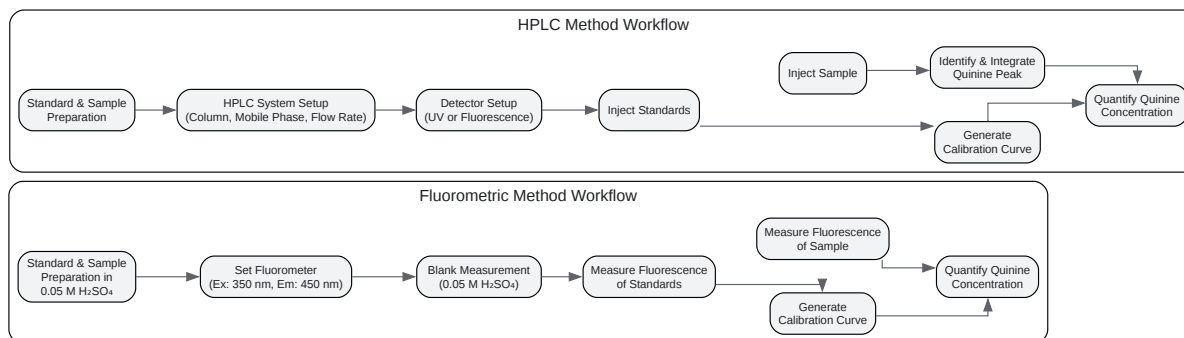 HPLC Method Workflow
Standard & Sample
Preparation
HPLC System Setup
(Column, Mobile Phase, Flow Rate)
Detector Setup
(UV or Fluorescence)
Inject Standards
Inject Sample
Identify & Integrate
Quinine Peak
Generate
Calibration Curve
Quantify Quinine
Concentration
Fluorometric Method Workflow
Standard & Sample
Preparation in
0.05 M H₂SO₄
Set Fluorometer
(Ex: 350 nm, Em: 450 nm)
Blank Measurement
(0.05 M H₂SO₄)
Measure Fluorescence
of Standards
Measure Fluorescence
of Sample
Generate
Calibration Curve
Quantify Quinine
Concentration